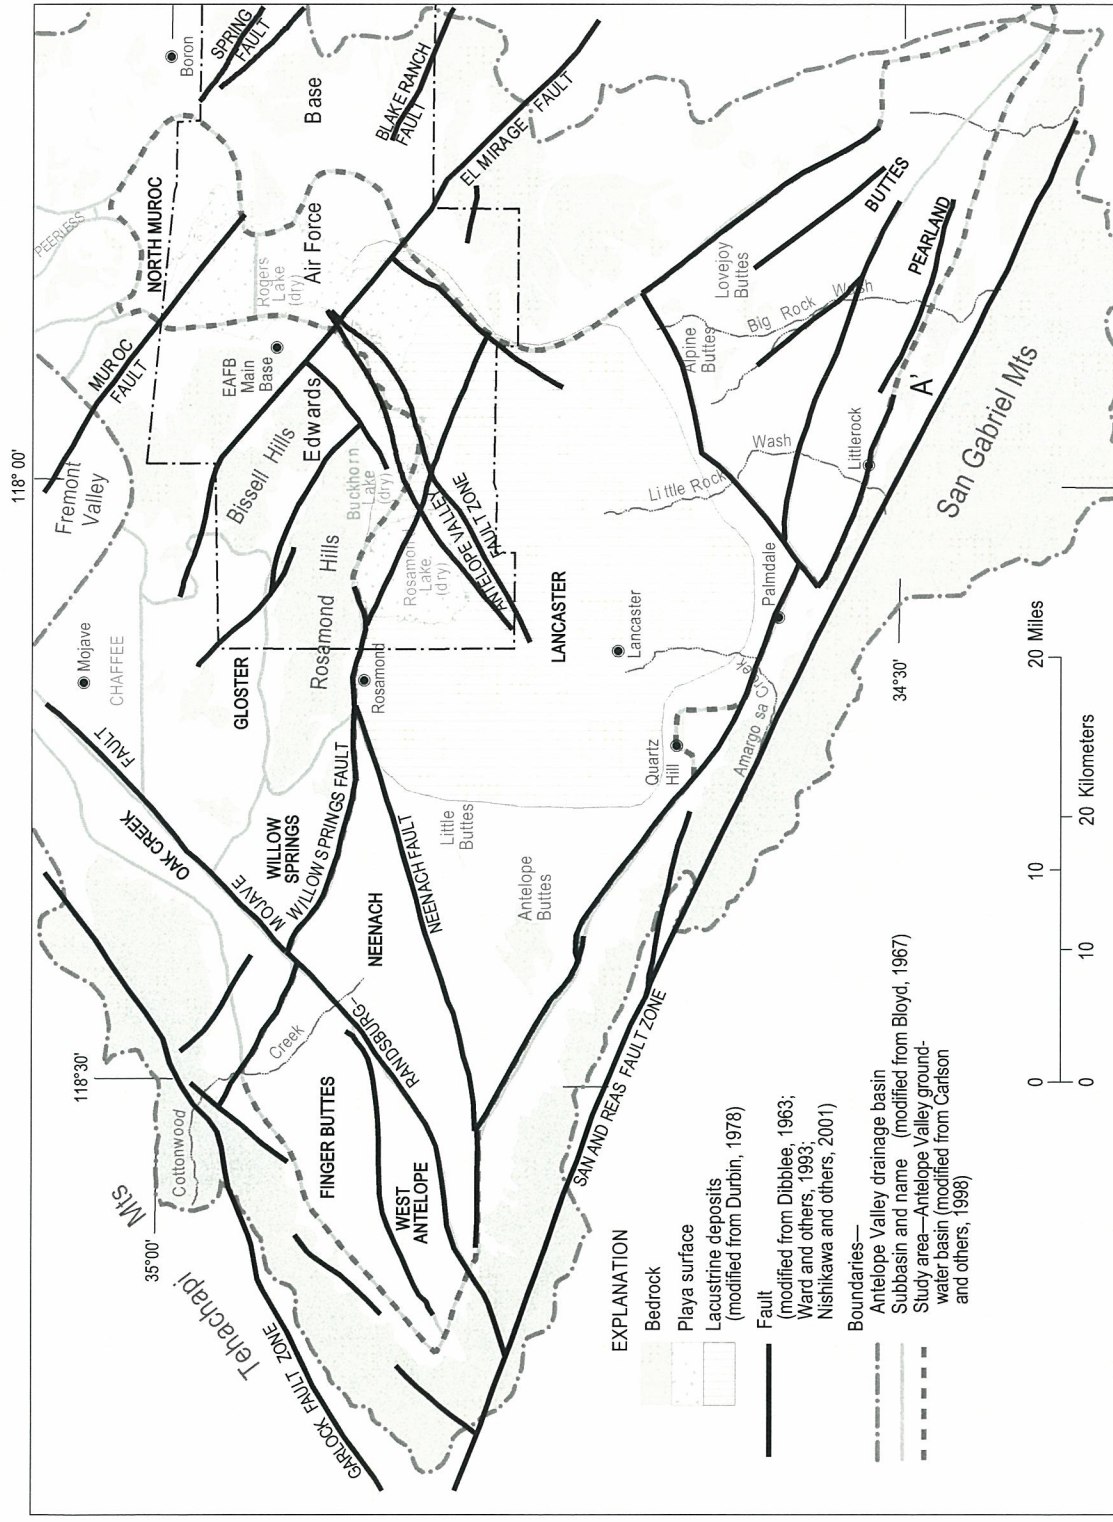 118° 00'
118° 30'
35°00'
34°30'
PEERLESS
NORTH MUROC
Boron
SPRING
FAULT
Base
BLAKE RANCH
FAULT
EL MIRAGE FAULT
Air Force
Rogers
Lake
(dry)
MUROC
FAULT
EAFB
Main
Base
Edwards
Fremont
Valley
Bissell Hills
Buckhorn
Lake
(dry)
Mojave
CHAFFEE
GLOSTER
Rosamond Hills
Rosamond
Rosamon
Lake
(dry)
ANTELOPE VALLEY
FAULT ZONE
LANCASTER
Lancaster
OAK CREEK
FAULT
WILLOW
SPRINGS
WILLOW SPRINGS FAULT
MOJAVE
RANDSBURG–
NEENACH
NEENACH FAULT
Little
Buttes
Antelope
Buttes
Quartz
Hill
Palmdale
Amargo sa Creek
Alpine
Buttes
Lovejoy
Buttes
BUTTES
PEARLAND
Big Rock Wash
Little Rock
Wash
Littlerock
A'
San Gabriel Mts
Tehachapi
Mts
Cottonwood
Creek
FINGER BUTTES
WEST
ANTELOPE
GARLOCK FAULT ZONE
SAN AND REAS FAULT ZONE
EXPLANATION
Bedrock
Playa surface
Lacustrine deposits
(modified from Durbin, 1978)
Fault
(modified from Dibblee, 1963;
Ward and others, 1993;
Nishikawa and others, 2001)
Boundaries—
Antelope Valley drainage basin
Subbasin and name (modified from Bloyd, 1967)
Study area—Antelope Valley ground-
water basin (modified from Carlson
and others, 1998)
0 10 20 Miles
0 10 20 Kilometers